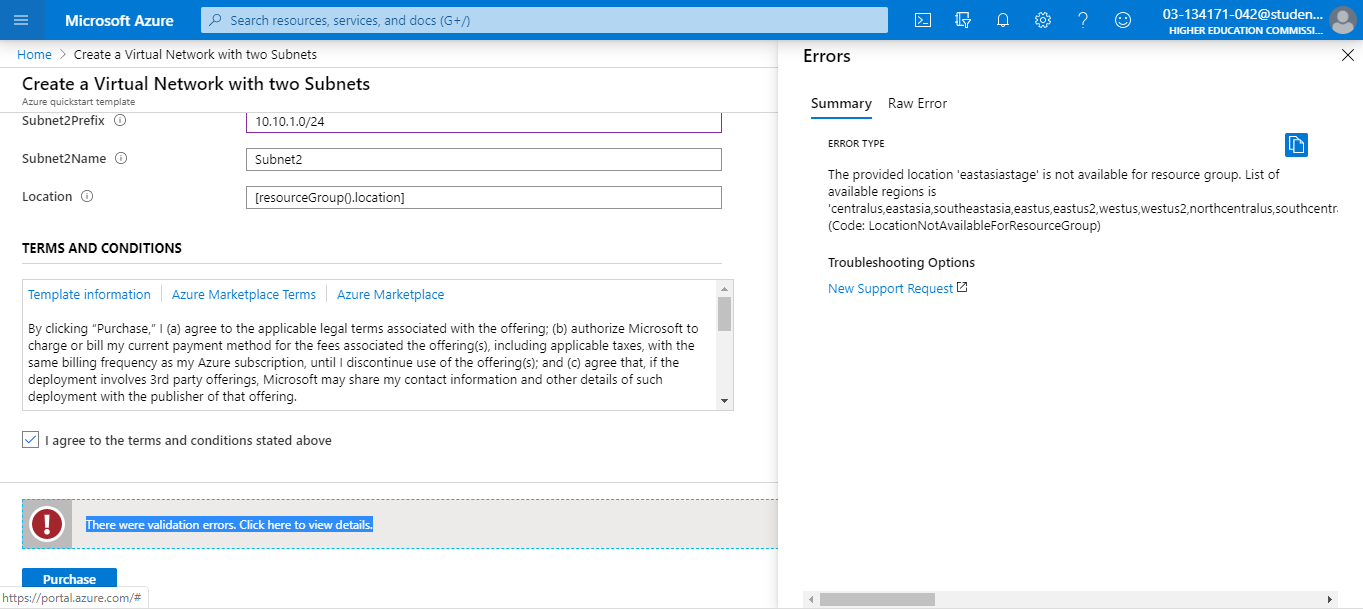 Microsoft Azure
Search resources, services, and docs (G+/)
03-134171-042@studen...
HIGHER EDUCATION COMMISSI...
Home > Create a Virtual Network with two Subnets
Create a Virtual Network with two Subnets
Azure quickstart template
Subnet2Prefix
10.10.1.0/24
Subnet2Name
Subnet2
Location
[resourceGroup().location]
TERMS AND CONDITIONS
Template information
Azure Marketplace Terms
Azure Marketplace
By clicking “Purchase,” I (a) agree to the applicable legal terms associated with the offering; (b) authorize Microsoft to
charge or bill my current payment method for the fees associated the offering(s), including applicable taxes, with the
same billing frequency as my Azure subscription, until I discontinue use of the offering(s); and (c) agree that, if the
deployment involves 3rd party offerings, Microsoft may share my contact information and other details of such
deployment with the publisher of that offering.
I agree to the terms and conditions stated above
There were validation errors. Click here to view details.
Purchase
https://portal.azure.com/#
Errors
Summary
Raw Error
ERROR TYPE
The provided location 'eastasiastage' is not available for resource group. List of
available regions is
'centralus,eastasia,southeastasia,eastus,eastus2,westus,westus2,northcentralus,southcentra
(Code: LocationNotAvailableForResourceGroup)
Troubleshooting Options
New Support Request